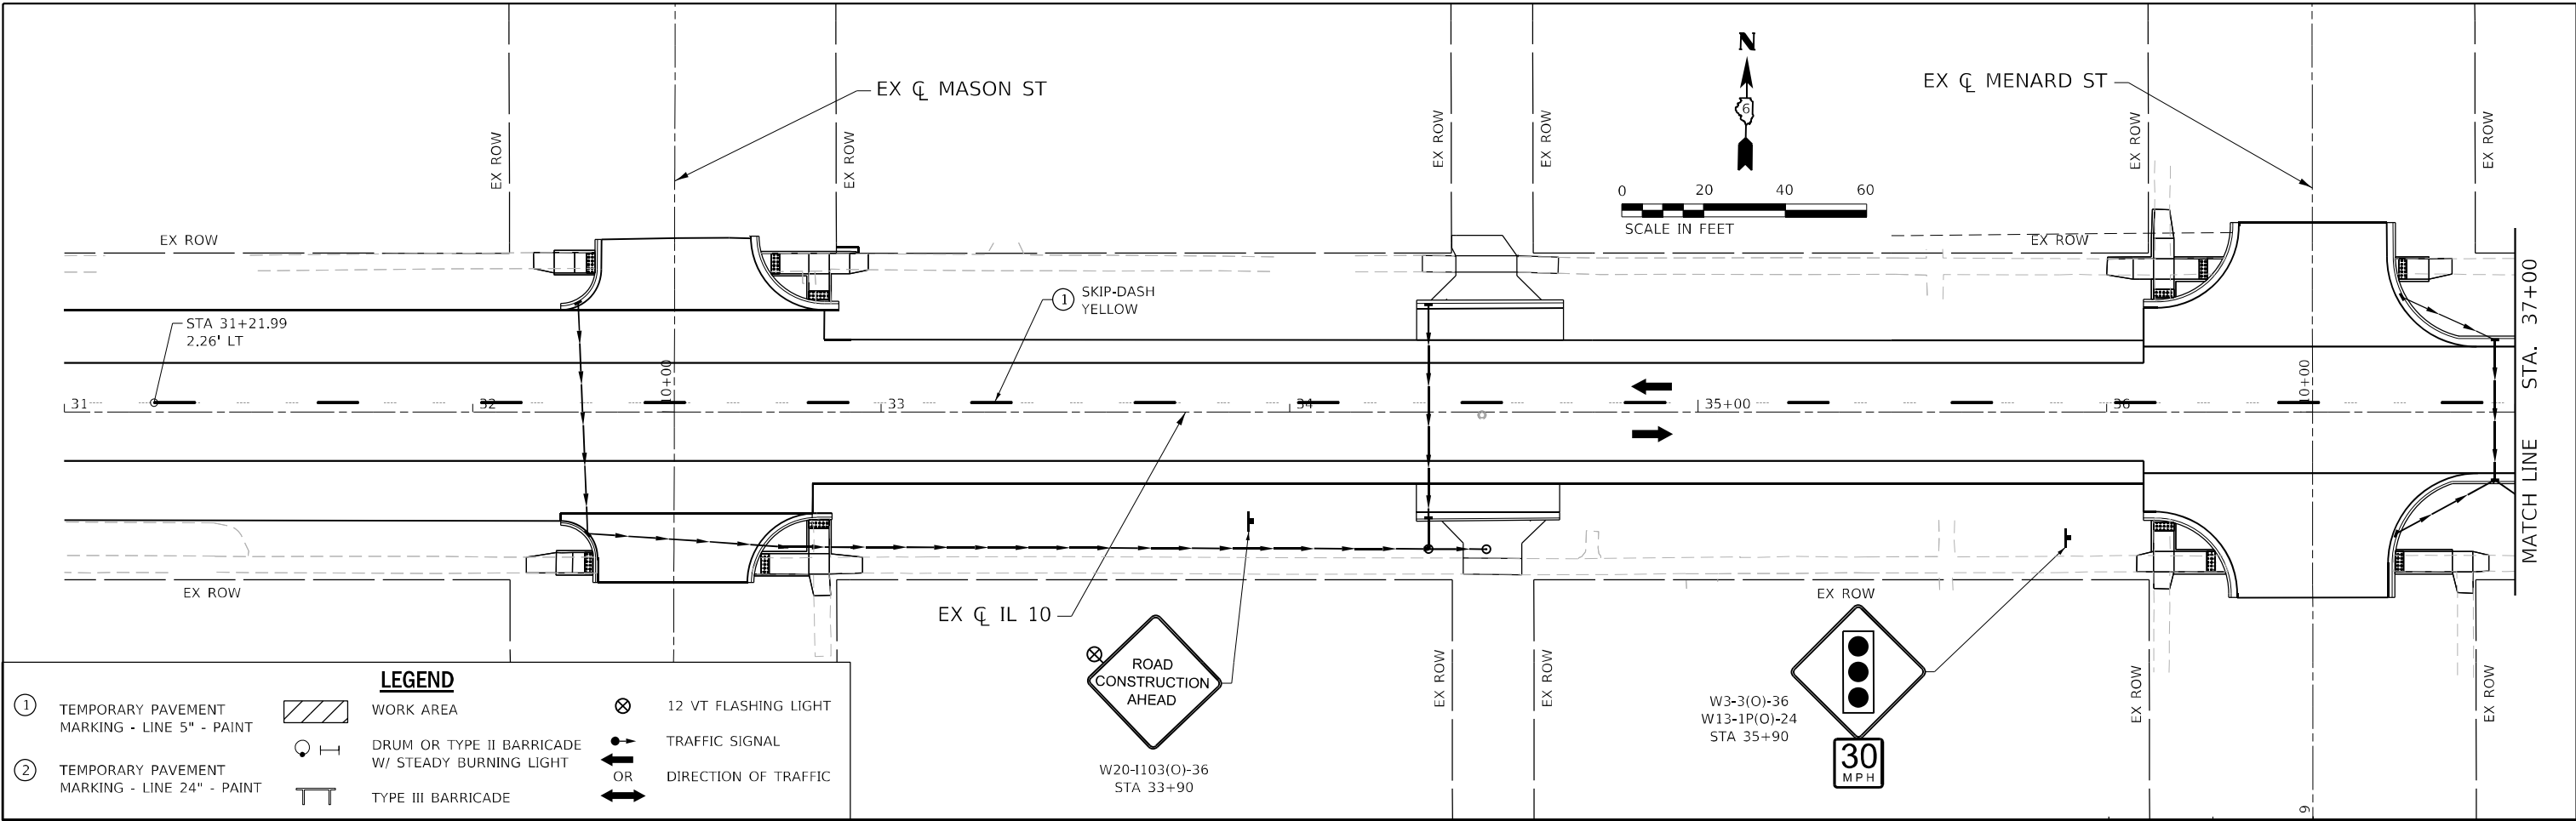 EX ℄ MASON ST
EX ROW
EX ROW
EX ROW
EX ROW
N
6
0 20 40 60
SCALE IN FEET
EX ℄ MENARD ST
EX ROW
EX ROW
EX ROW
EX ROW
STA 31+21.99
2.26' LT
1 SKIP-DASH
YELLOW
MATCH LINE STA. 37+00
10+00
10+00
31
32
33
34
35+00
36
EX ROW
EX ℄ IL 10
EX ROW
ROAD
CONSTRUCTION
AHEAD
W20-I103(O)-36
STA 33+90
EX ROW
EX ROW
W3-3(O)-36
W13-1P(O)-24
STA 35+90
30
MPH
EX ROW
EX ROW
9
LEGEND
1 TEMPORARY PAVEMENT
MARKING - LINE 5" - PAINT
2 TEMPORARY PAVEMENT
MARKING - LINE 24" - PAINT
WORK AREA
DRUM OR TYPE II BARRICADE
W/ STEADY BURNING LIGHT
TYPE III BARRICADE
12 VT FLASHING LIGHT
TRAFFIC SIGNAL
OR DIRECTION OF TRAFFIC